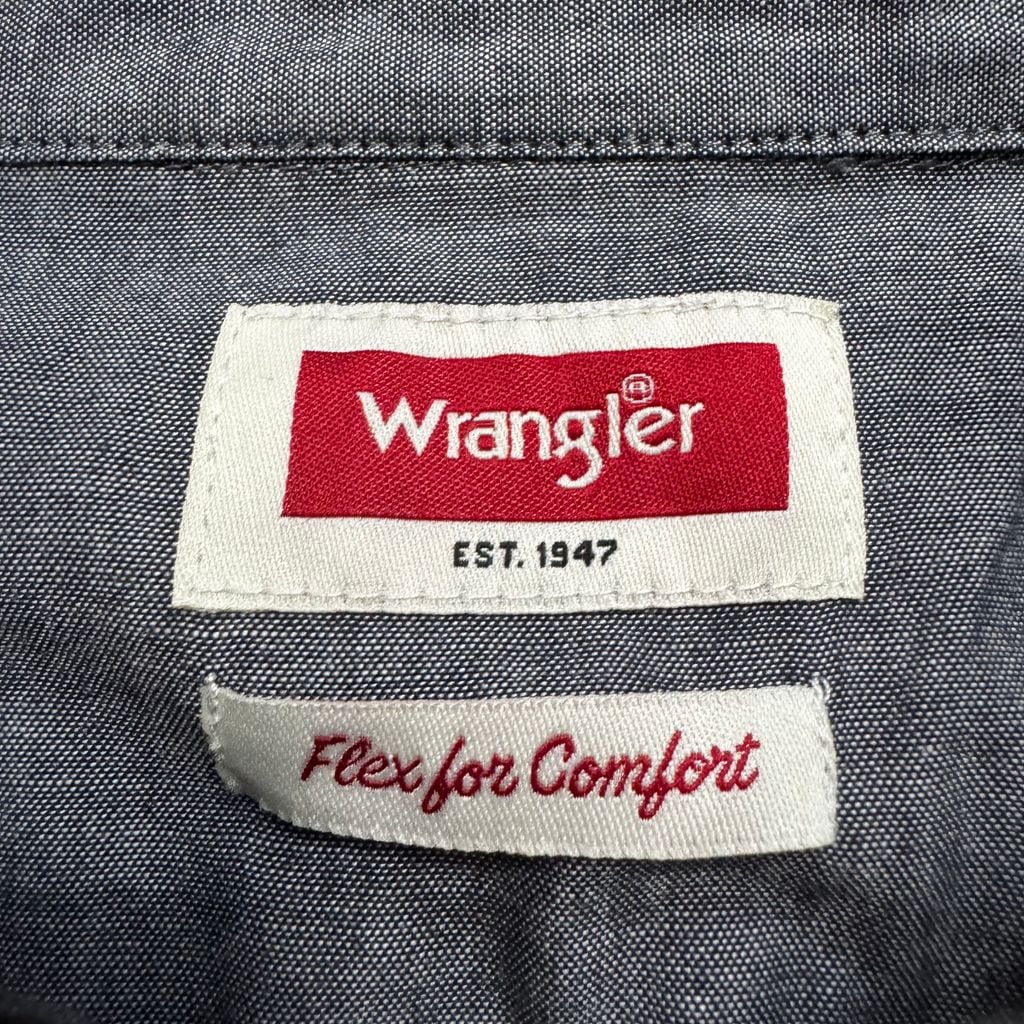 Wrangler®
EST. 1947
Flex for Comfort